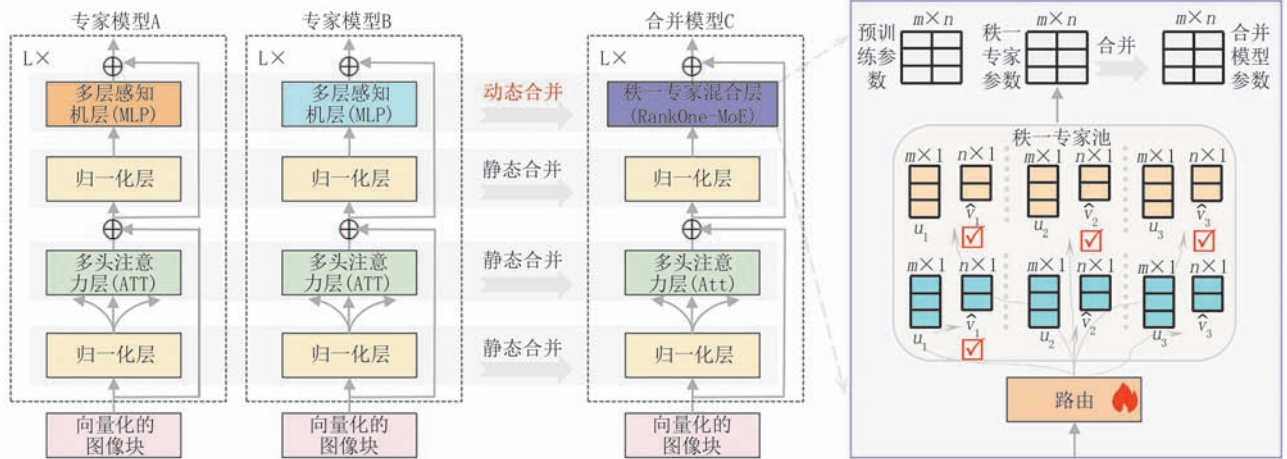 专家模型A
L×
多层感知
机层(MLP)
归一化层
多头注意
力层(ATT)
归一化层
向量化的
图像块
专家模型B
L×
多层感知
机层(MLP)
归一化层
多头注意
力层(ATT)
归一化层
向量化的
图像块
动态合并
静态合并
静态合并
静态合并
合并模型C
L×
秩一专家混合层
(RankOne-MoE)
归一化层
多头注意
力层(Att)
归一化层
向量化的
图像块
预训
练参
数
m×n
秩一
专家
参数
m×n
合并
m×n
合并
模型
参数
秩一专家池
m×1 n×1 m×1 n×1 m×1 n×1
u₁ v̂₁ u₂ v̂₂ u₃ v̂₃
m×1 n×1 m×1 n×1 m×1 n×1
u₁ v̂₁ u₂ v̂₂ u₃ v̂₃
路由